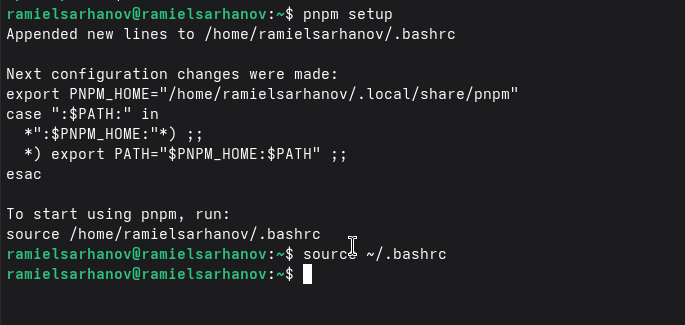 ramielsarhanov@ramielsarhanov:~$ pnpm setup
Appended new lines to /home/ramielsarhanov/.bashrc

Next configuration changes were made:
export PNPM_HOME="/home/ramielsarhanov/.local/share/pnpm"
case ":$PATH:" in
  *":$PNPM_HOME:"*) ;;
  *) export PATH="$PNPM_HOME:$PATH" ;;
esac

To start using pnpm, run:
source /home/ramielsarhanov/.bashrc
ramielsarhanov@ramielsarhanov:~$ source ~/.bashrc
ramielsarhanov@ramielsarhanov:~$